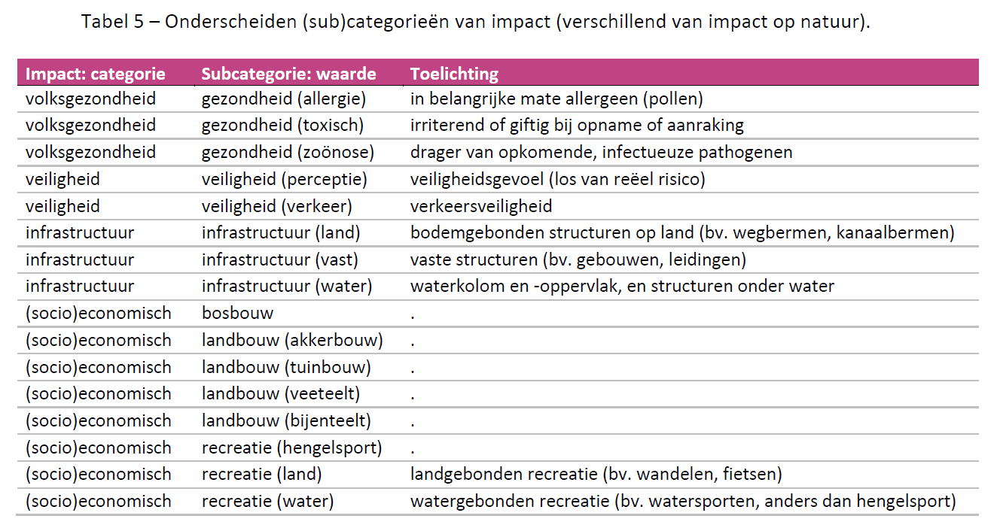 Tabel 5 – Onderscheiden (sub)categorieën van impact (verschillend van impact op natuur).
Impact: categorie Subcategorie: waarde Toelichting
volksgezondheid gezondheid (allergie) in belangrijke mate allergeen (pollen)
volksgezondheid gezondheid (toxisch) irriterend of giftig bij opname of aanraking
volksgezondheid gezondheid (zoönose) drager van opkomende, infectueuze pathogenen
veiligheid veiligheid (perceptie) veiligheidsgevoel (los van reëel risico)
veiligheid veiligheid (verkeer) verkeersveiligheid
infrastructuur infrastructuur (land) bodemgebonden structuren op land (bv. wegbermen, kanaalbermen)
infrastructuur infrastructuur (vast) vaste structuren (bv. gebouwen, leidingen)
infrastructuur infrastructuur (water) waterkolom en -oppervlak, en structuren onder water
(socio)economisch bosbouw .
(socio)economisch landbouw (akkerbouw) .
(socio)economisch landbouw (tuinbouw) .
(socio)economisch landbouw (veeteelt) .
(socio)economisch landbouw (bijenteelt) .
(socio)economisch recreatie (hengelsport) .
(socio)economisch recreatie (land) landgebonden recreatie (bv. wandelen, fietsen)
(socio)economisch recreatie (water) watergebonden recreatie (bv. watersporten, anders dan hengelsport)